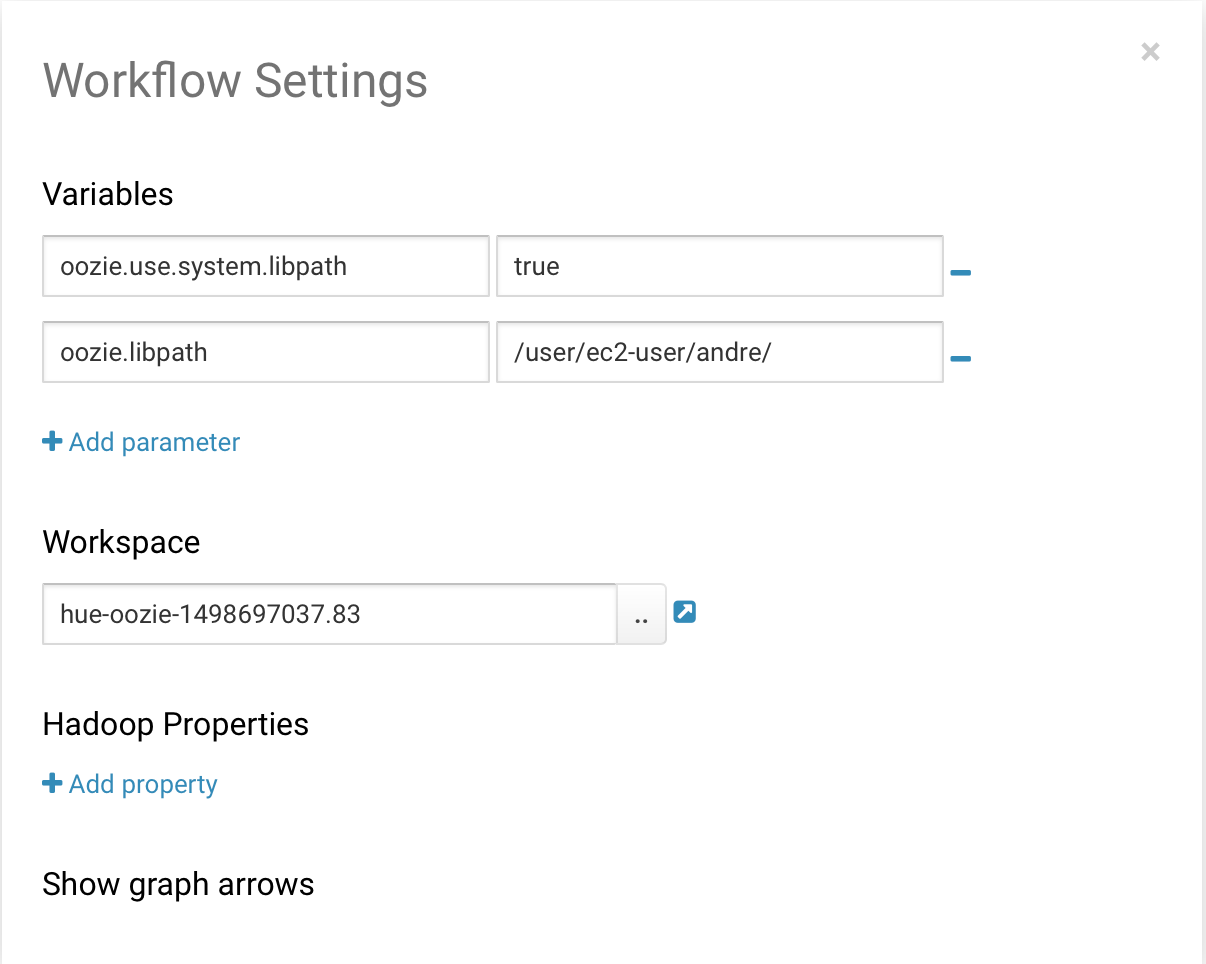 Workflow Settings
×
Variables
oozie.use.system.libpath true
oozie.libpath /user/ec2-user/andre/
Add parameter
Workspace
hue-oozie-1498697037.83 ..
Hadoop Properties
Add property
Show graph arrows